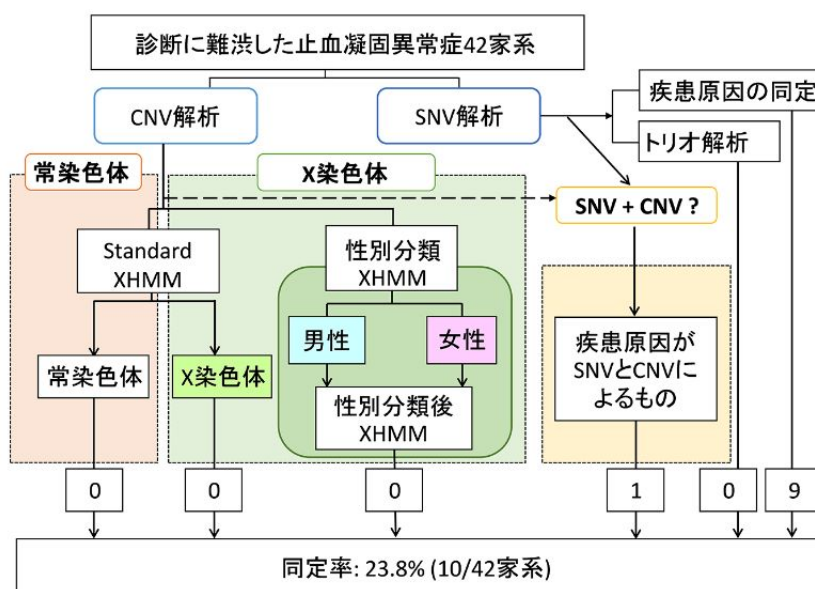 診断に難渋した止血凝固異常症42家系
CNV解析
SNV解析
疾患原因の同定
トリオ解析
常染色体
X染色体
SNV + CNV ?
Standard
XHMM
性別分類
XHMM
男性
女性
常染色体
X染色体
性別分類後
XHMM
疾患原因が
SNVとCNVに
よるもの
0
0
0
1
0
9
同定率: 23.8% (10/42家系)